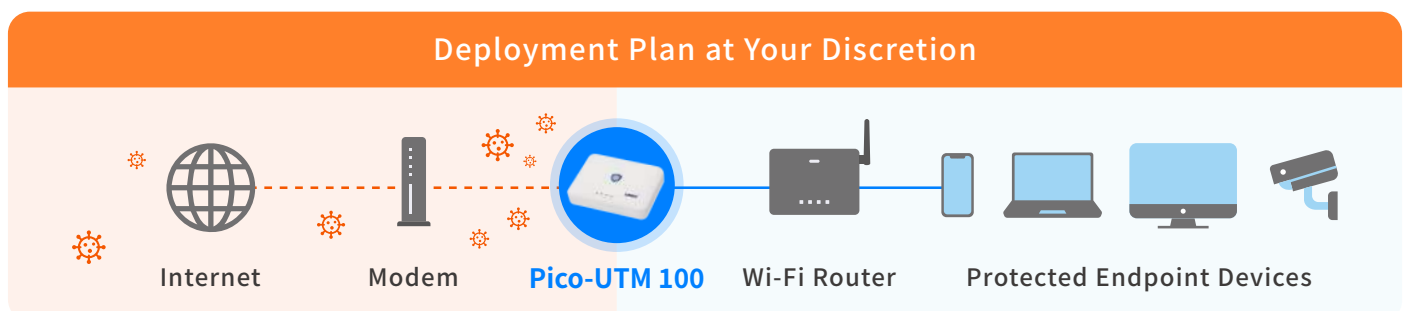 Deployment Plan at Your Discretion
Internet
Modem
Pico-UTM 100
Wi-Fi Router
Protected Endpoint Devices